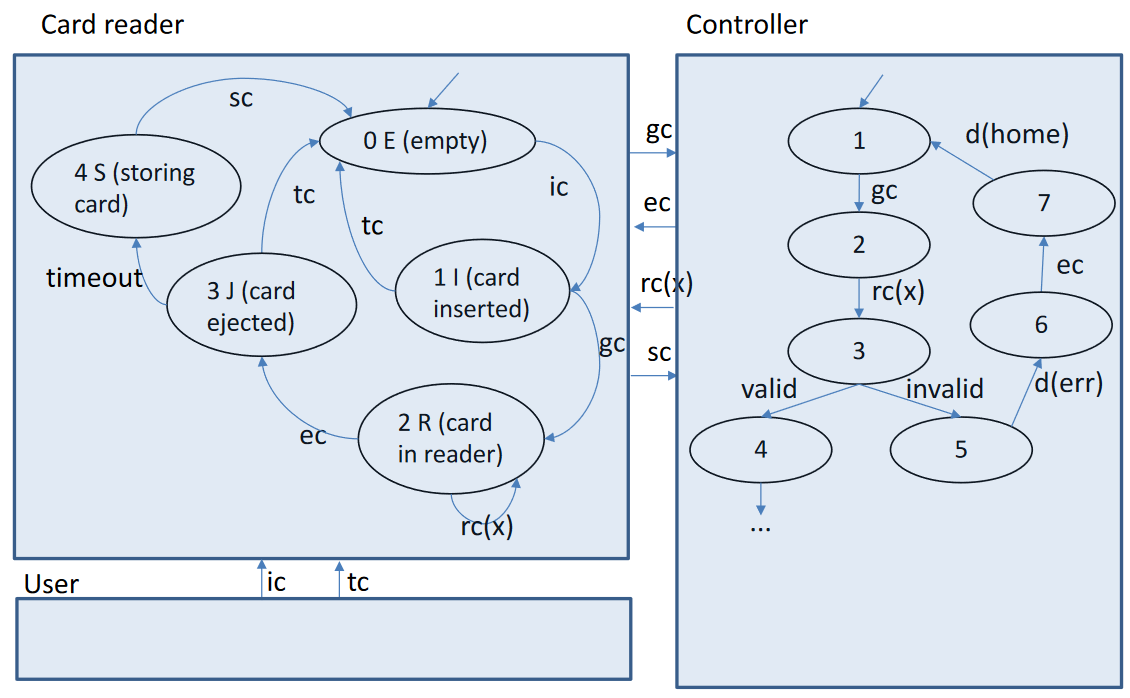 Card reader
sc
0 E (empty)
4 S (storing
card)
ic
tc
tc
timeout
3 J (card
ejected)
1 I (card
inserted)
gc
2 R (card
in reader)
ec
rc(x)
gc
ec
rc(x)
sc
Controller
1
d(home)
gc
7
2
ec
rc(x)
6
3
valid
invalid
d(err)
4
5
...
User
ic
tc